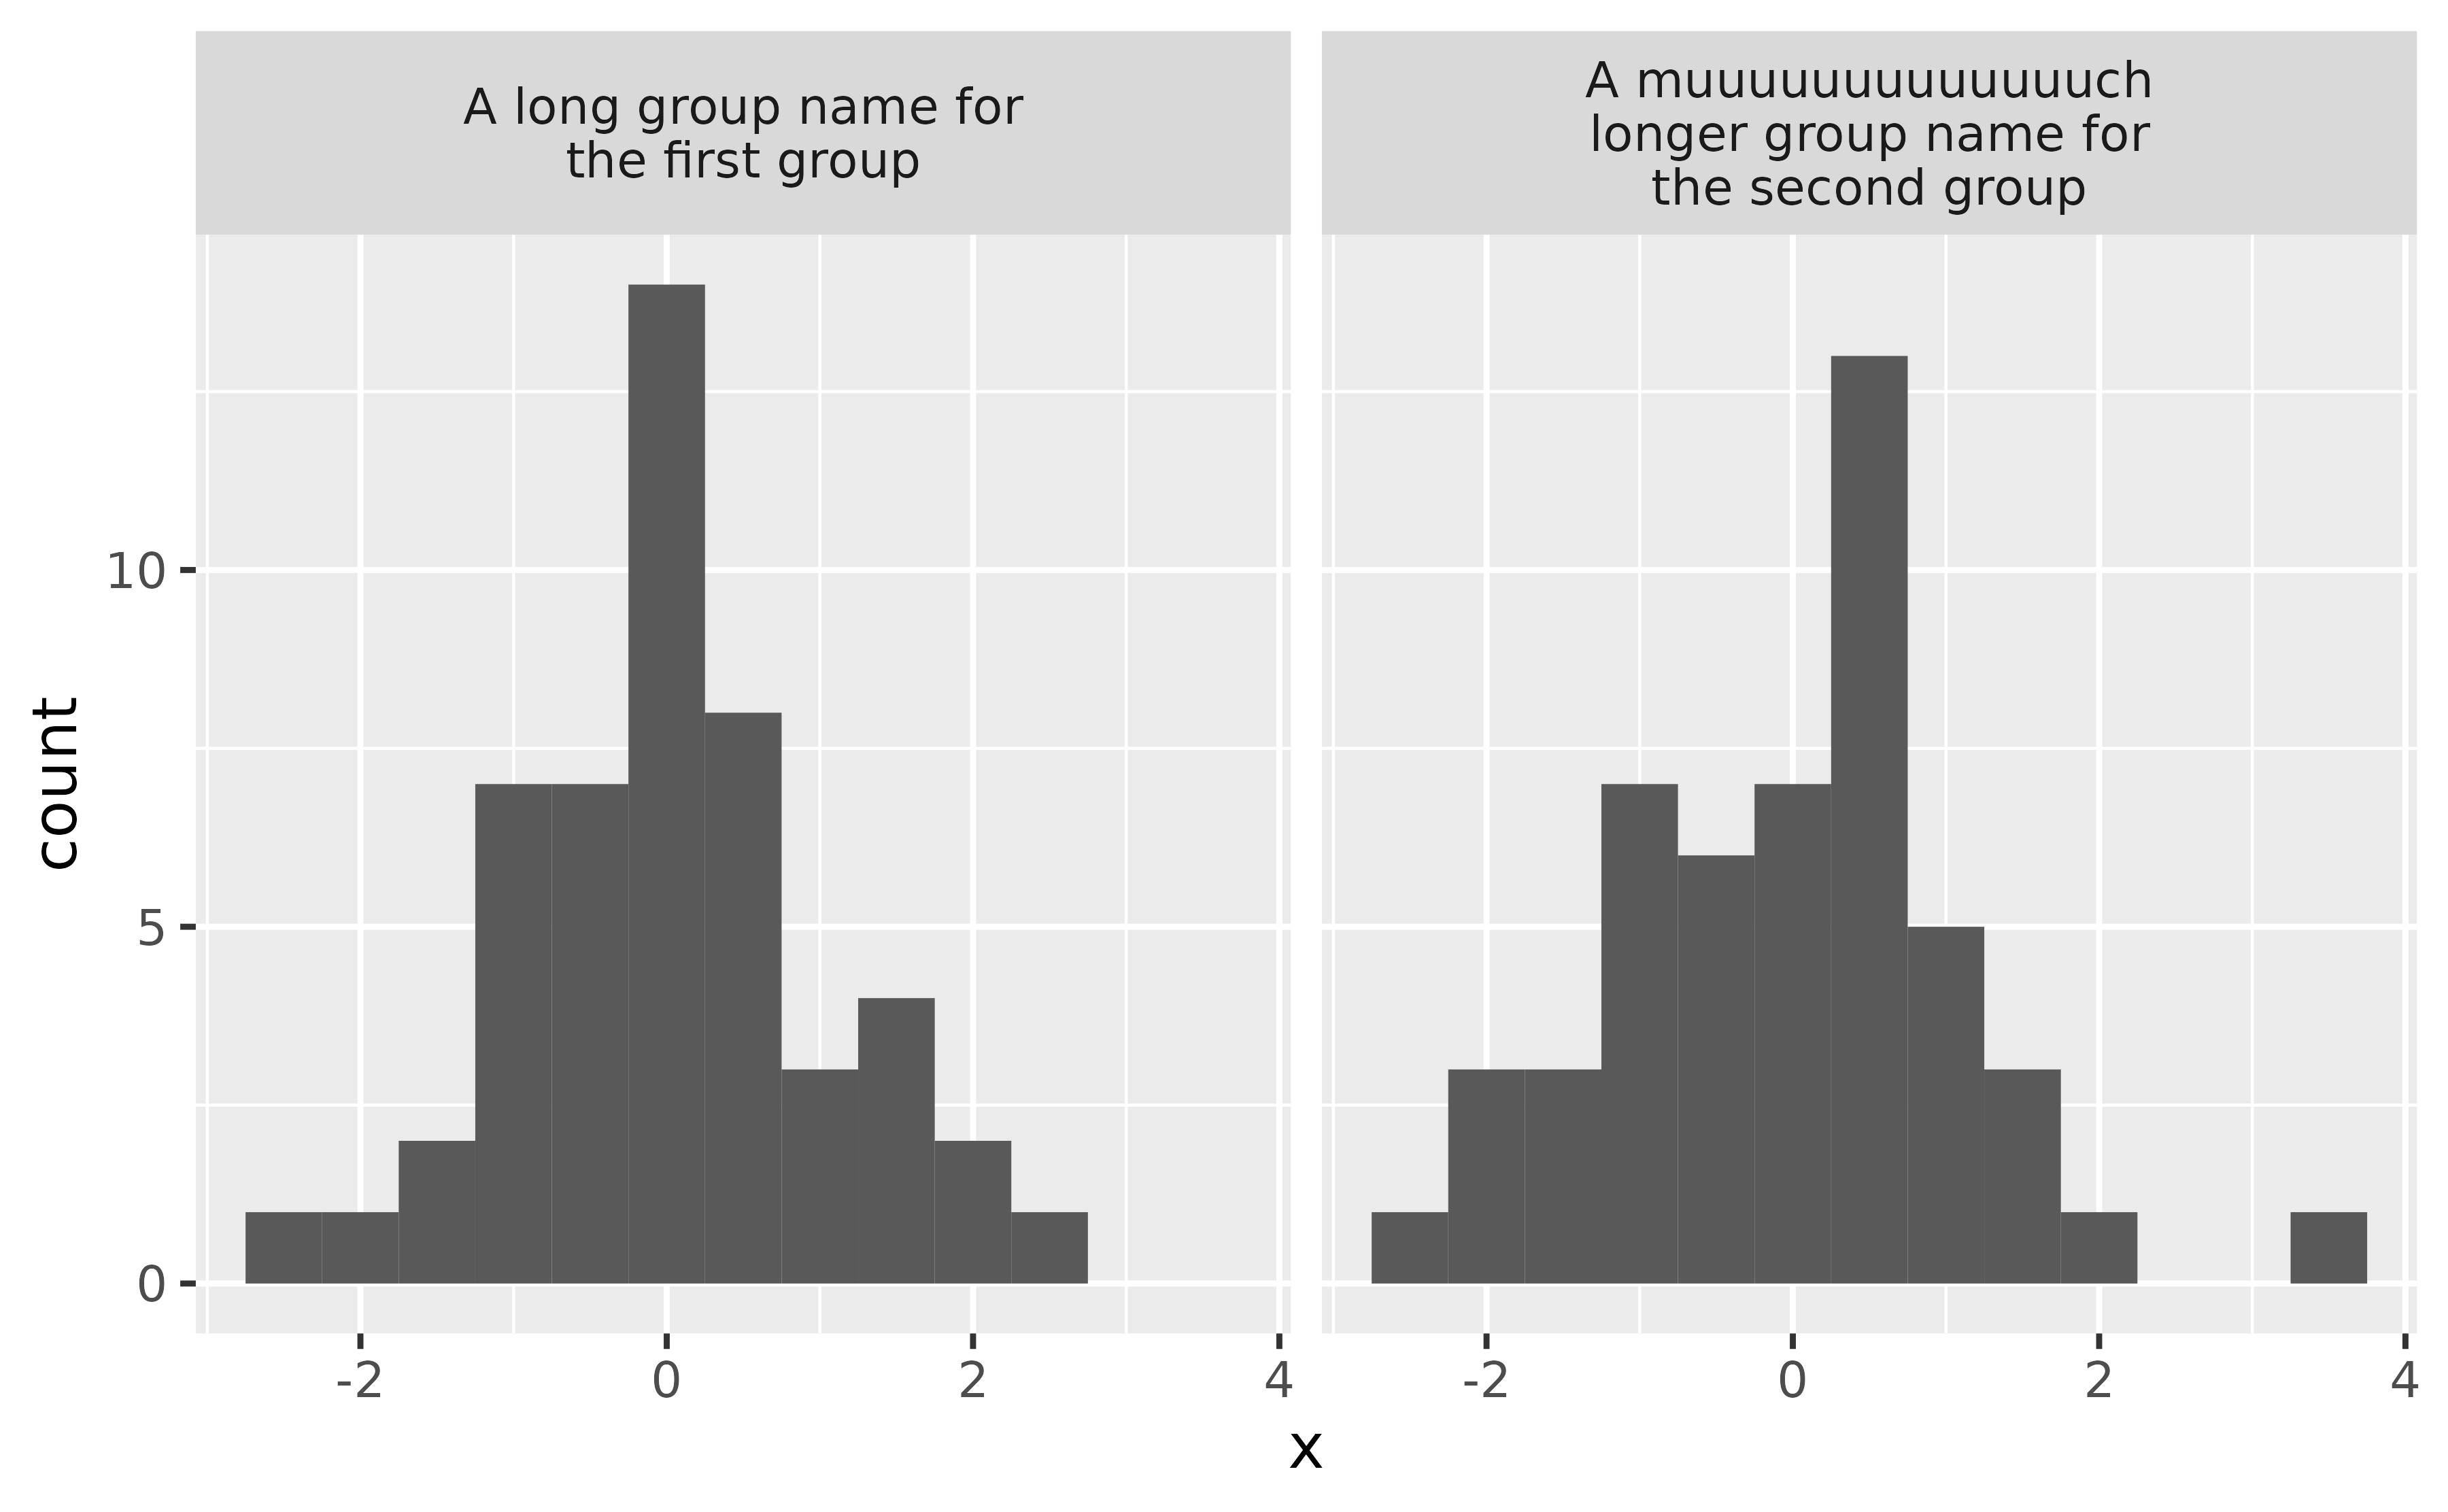 A long group name for
the first group
A muuuuuuuuuuuuuch
longer group name for
the second group
count
10
5
0
-2 0 2 4
-2 0 2 4
x